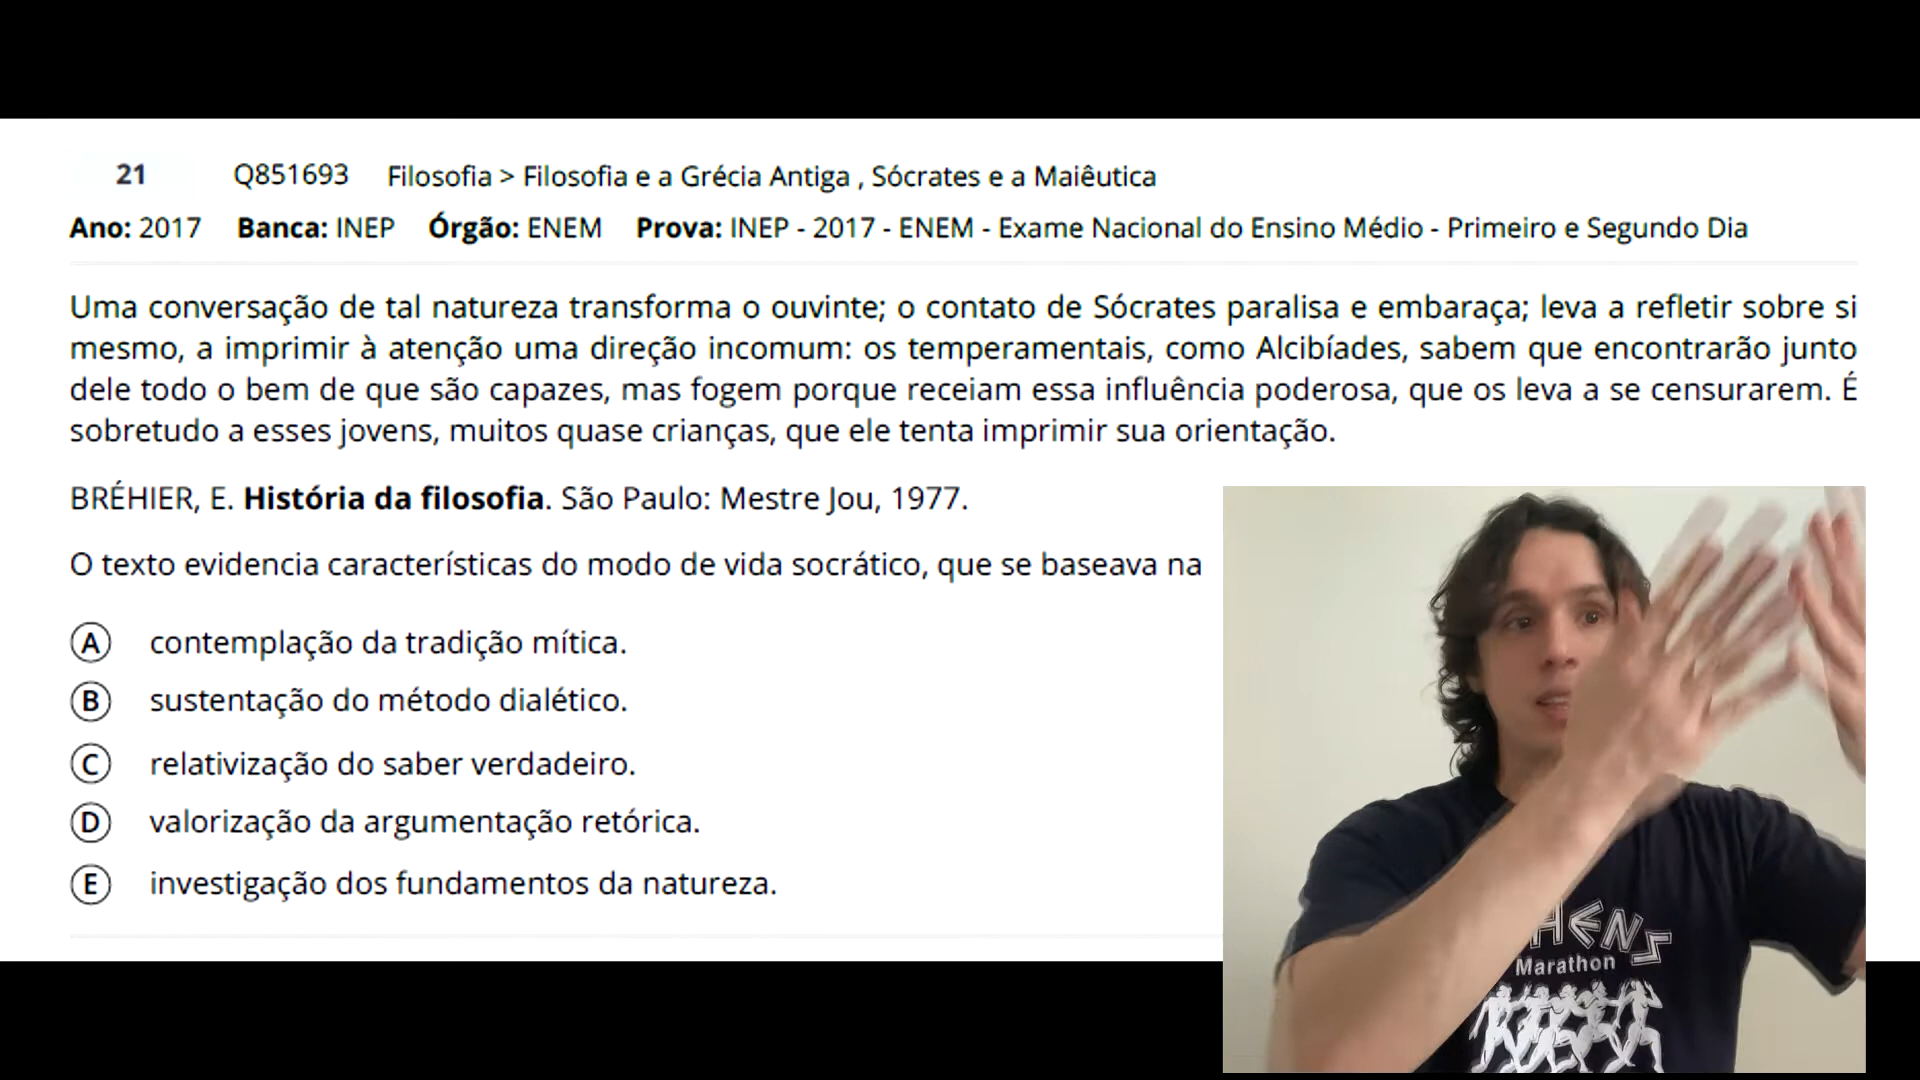 21 Q851693 Filosofia > Filosofia e a Grécia Antiga , Sócrates e a Maiêutica
Ano: 2017 Banca: INEP Órgão: ENEM Prova: INEP - 2017 - ENEM - Exame Nacional do Ensino Médio - Primeiro e Segundo Dia
Uma conversação de tal natureza transforma o ouvinte; o contato de Sócrates paralisa e embaraça; leva a refletir sobre si
mesmo, a imprimir à atenção uma direção incomum: os temperamentais, como Alcibíades, sabem que encontrarão junto
dele todo o bem de que são capazes, mas fogem porque receiam essa influência poderosa, que os leva a se censurarem. É
sobretudo a esses jovens, muitos quase crianças, que ele tenta imprimir sua orientação.
BRÉHIER, E. História da filosofia. São Paulo: Mestre Jou, 1977.
O texto evidencia características do modo de vida socrático, que se baseava na
A contemplação da tradição mítica.
B sustentação do método dialético.
C relativização do saber verdadeiro.
D valorização da argumentação retórica.
E investigação dos fundamentos da natureza.
Marathon